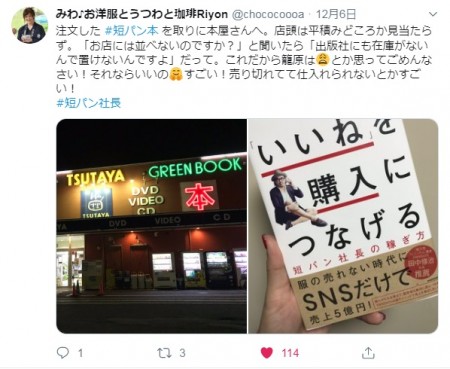 みわ♪お洋服とうつわと珈琲Riyon @chococoooa · 12月6日
注文した #短パン本 を取りに本屋さんへ。店頭は平積みどころか見当たら
ず。「お店には並べないのですか？」と聞いたら「出版社にも在庫がない
んで置けないんですよ」だって。これだから籠原は😩とか思ってごめんな
さい！それならいいの🤗すごい！売り切れてて仕入れられないとかすご
い！
#短パン社長
TSUTAYA
GREEN BOOK
DVD
VIDEO
CD
本
TSUTAYA
DVD
VIDEO
CD
「いいね」を
購入に
つなげる
短パン社長の稼ぎ方
服の売れない時代に
SNSだけで
売上5億円！
推薦
1
3
114